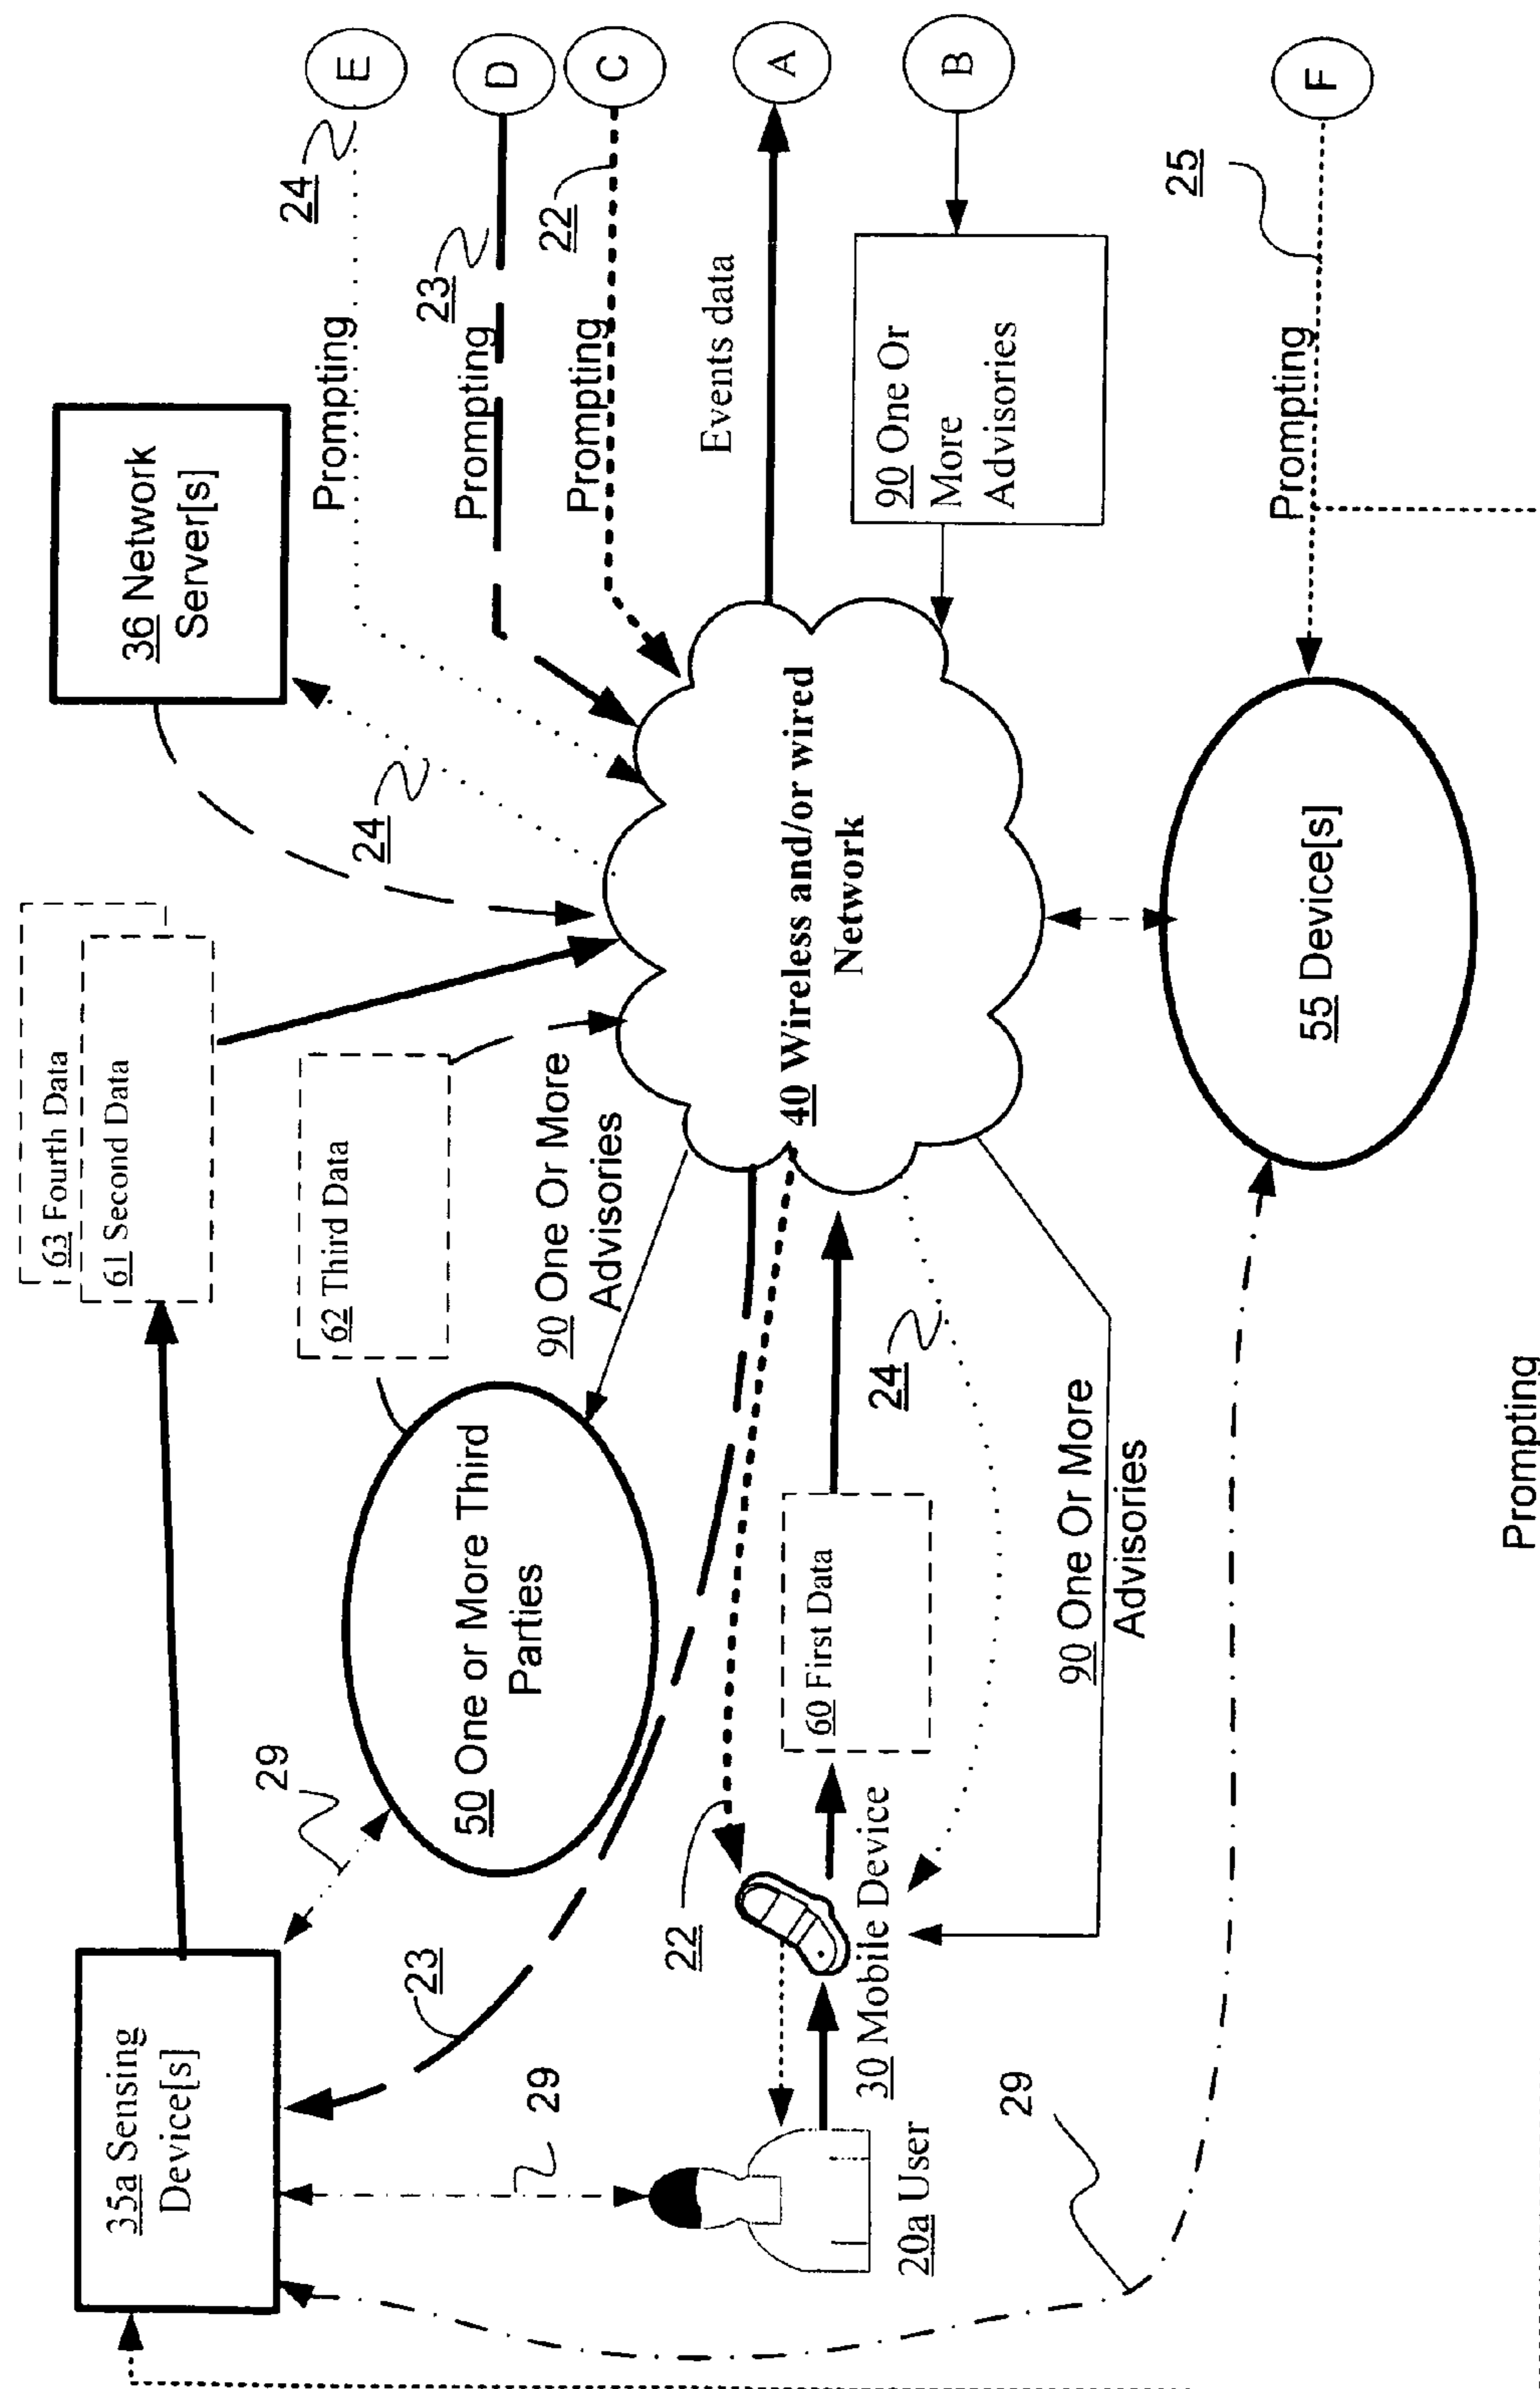 35a Sensing
Device[s]
63 Fourth Data
61 Second Data
36 Network
Server[s]
24
E
Prompting
29
62 Third Data
24
23
D
Prompting
50 One or More Third
Parties
90 One Or More
Advisories
22
C
Prompting
23
29
22
Events data
A
40 Wireless and/or wired
Network
60 First Data
20a User
30 Mobile Device
24
90 One Or
More
Advisories
B
90 One Or More
Advisories
29
25
Prompting
F
55 Device[s]
Prompting